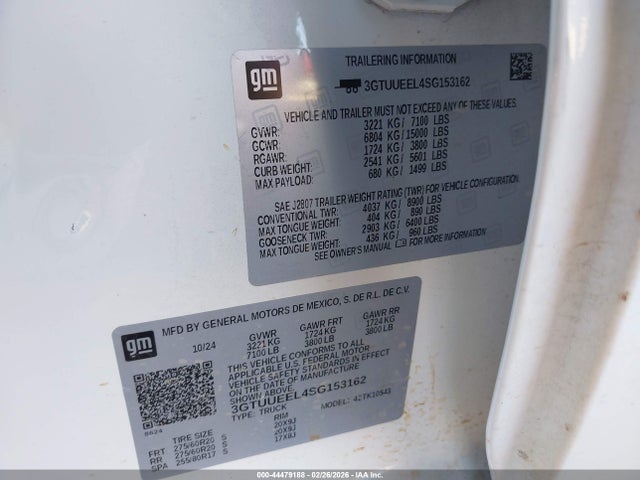 gm
TRAILERING INFORMATION
3GTUUEEL4SG153162
VEHICLE AND TRAILER MUST NOT EXCEED ANY OF THESE VALUES.
GVWR: 3221 KG/ 7100 LBS
GCWR: 6804 KG/15000 LBS
RGAWR: 1724 KG/ 3800 LBS
CURB WEIGHT: 2541 KG/ 5601 LBS
MAX PAYLOAD: 680 KG/ 1499 LBS
SAE J2807 TRAILER WEIGHT RATING (TWR) FOR VEHICLE CONFIGURATION.
CONVENTIONAL TWR: 4037 KG/ 8900 LBS
MAX TONGUE WEIGHT: 404 KG/ 890 LBS
GOOSENECK TWR: 2903 KG/ 6400 LBS
MAX TONGUE WEIGHT: 436 KG/ 960 LBS
SEE OWNER'S MANUAL FOR MORE INFORMATION
gm
MFD BY GENERAL MOTORS DE MEXICO, S. DE R.L. DE C.V.
10/24 GVWR GAWR FRT GAWR RR
3221KG 1724KG 1724KG
7100LB 3800LB 3800LB
THIS VEHICLE CONFORMS TO ALL
APPLICABLE U.S. FEDERAL MOTOR
VEHICLE SAFETY STANDARDS IN
EFFECT ON THE DATE OF MANUFACTURE
SHOWN ABOVE.
3GTUUEEL4SG153162
TYPE: TRUCK MODEL: 42TK10543
8624
TIRE SIZE RIM
FRT 275/60R20 S 20X9J
RR 275/60R20 S 20X9J
SPA 255/80R17 S 17X8J
000-44479188 - 02/26/2026 - IAA Inc.